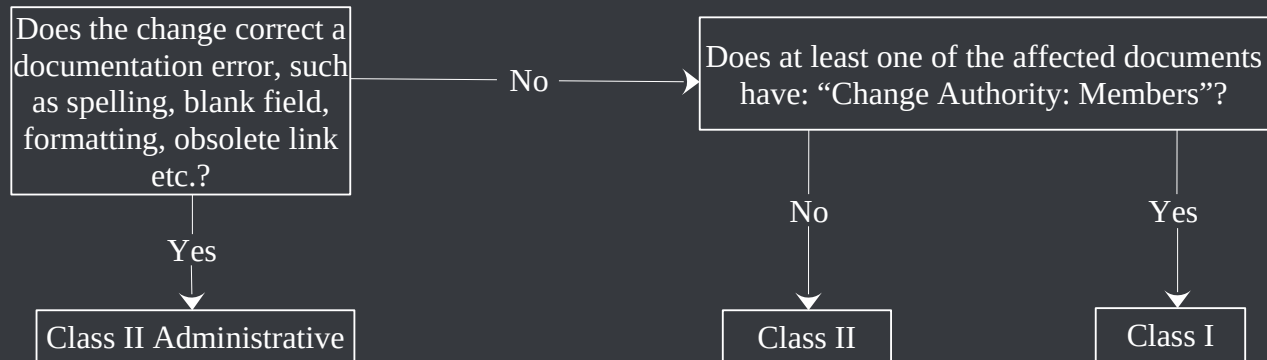 Does the change correct a
documentation error, such
as spelling, blank field,
formatting, obsolete link
etc.?
No
Does at least one of the affected documents
have: “Change Authority: Members”?
Yes
No
Yes
Class II Administrative
Class II
Class I